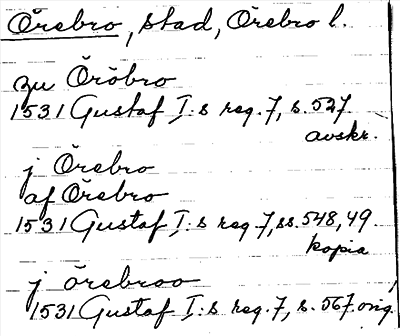 Örebro, stad, Örebro l.
zu Öröbro
1531 Gustaf I:s reg. 7, s. 527.
avskr.
j Örebro
af Örebro
1531 Gustaf I:s reg 7, ss. 548, 49
kopia
j örebroo
1531 Gustaf I:s reg. 7, s. 567. orig.